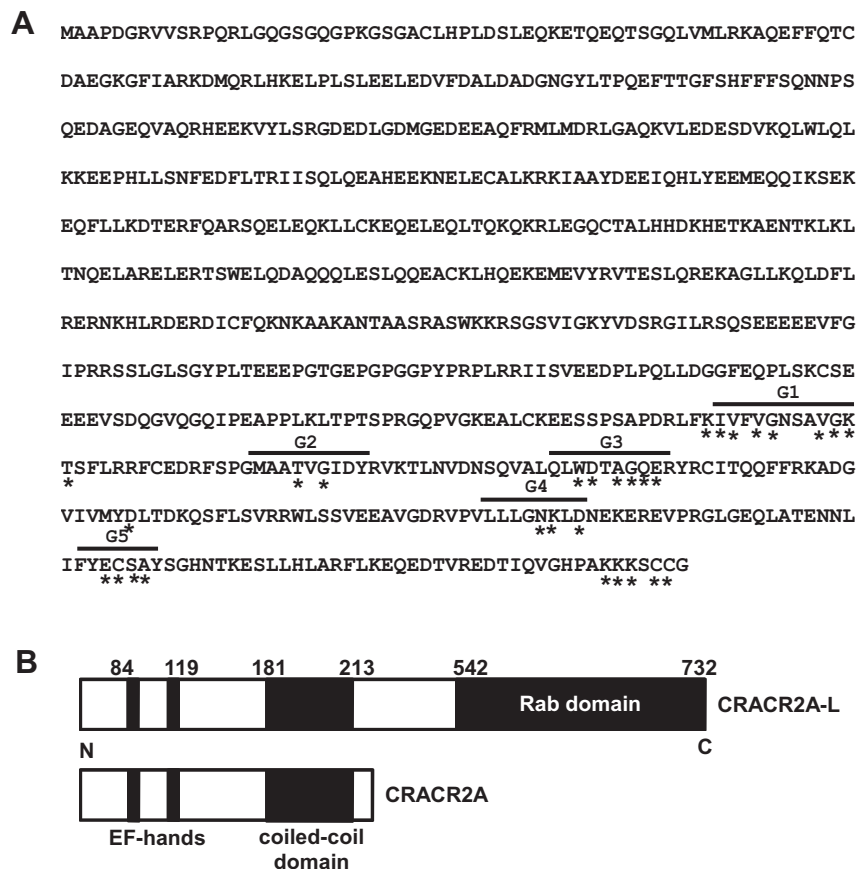 A
MAAPDGRVVSRPQRLGQGSGQGPKGSGACLHPLDSLEQKETQEQTSGQLVMLRKAQEFFQTC
DAEGKGFIARKDMQRLHKELPLSLEELEDVFDALDADGNGYLTPQEFTTGFSHFFFSQNNPS
QEDAGEQVAQRHEEKVYLSRGDEDLGDMGEDEEAQFRMLMDRLGAQKVLEDESDVKQLWLQL
KKEEPHLLSNFEDFLTRIISQLQEAHEEKNELECALKRKIAAYDEEIQHLYEEMEQQIKSEK
EQFLLKDTERFQARSQELEQKLLCKEQELEQLTQKQKRLEGQCTALHHDKHETKAENTKLKL
TNQELARELERTSWELQDAQQQLESLQQEACKLHQEKEMEVYRVTESLQREKAGLLKQLDFL
RERNKHLRDERDICFQKNKAAKANTAASRASWKKRSGSVIGKYVDSRGILRSQSEEEEEVFG
IPRRSSLGLSGYPLTEEEPGTGEPGPGGPYPRPLRRIISVEEDPLPQLLDGGFEQPLSKCSE
G1
EEEVSDQGVQGQIPEAPPLKLTPTSPRGQPVGKEALCKEESSPSAPDRLFKIVFVGNSAVGK
*** ** ***
G2 G3
TSFLRRFCEDRFSPGMAATVGIDYRVKTLNVDNSQVALQLWDTAGQERYRCITQQFFRKADG
* * * ** ****
G4
VIVMYDLTDKQSFLSVRRWLSSVEEAVGDRVPVLLLGNKLDNEKEREVPRGLGEQLATENNL
* ** *
G5
IFYECSAYSGHNTKESLLHLARFLKEQEDTVREDTIQVGHPAKKKSCCG
** ** *** **
B
84 119 181 213 542 732
Rab domain CRACR2A-L
N C
CRACR2A
EF-hands coiled-coil
domain